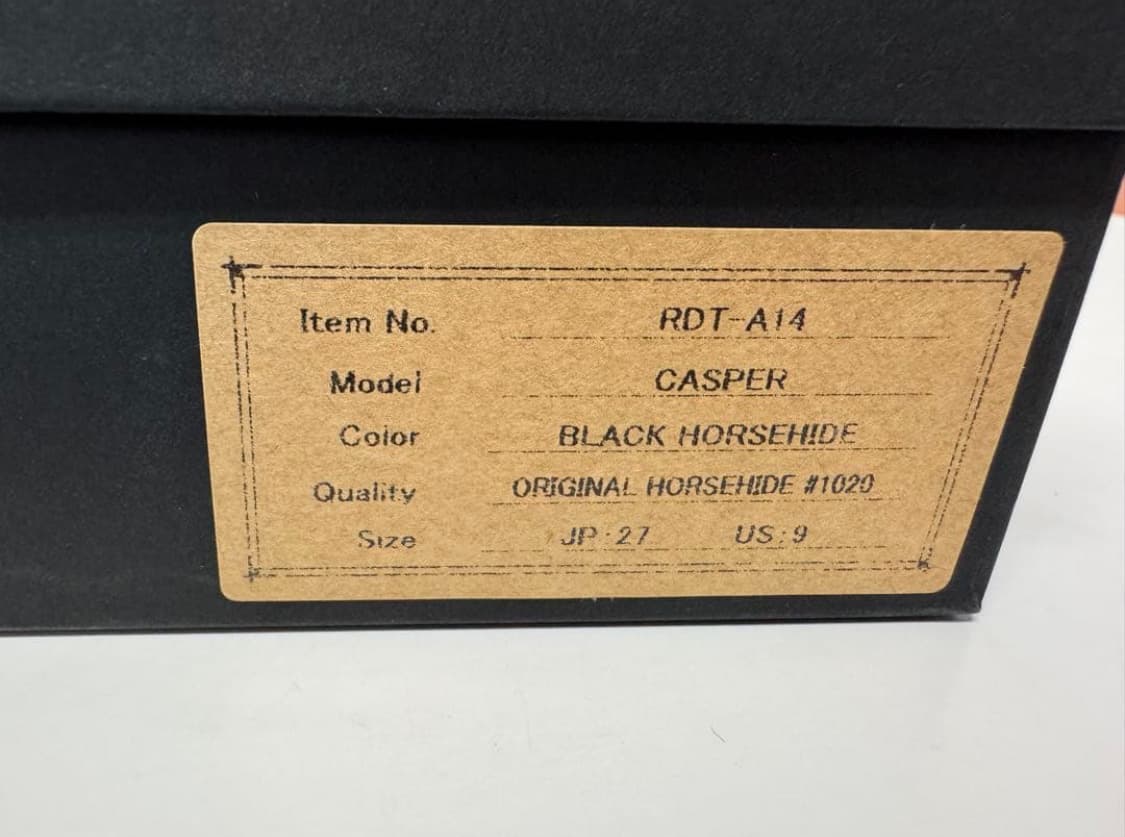 Item No. RDT-A14
Model CASPER
Color BLACK HORSEHIDE
Quality ORIGINAL HORSEHIDE #1020
Size JP:27 US:9